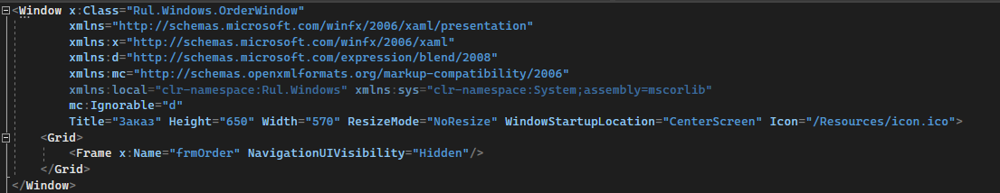 <Window x:Class="Rul.Windows.OrderWindow"
xmlns="http://schemas.microsoft.com/winfx/2006/xaml/presentation"
xmlns:x="http://schemas.microsoft.com/winfx/2006/xaml"
xmlns:d="http://schemas.microsoft.com/expression/blend/2008"
xmlns:mc="http://schemas.openxmlformats.org/markup-compatibility/2006"
xmlns:local="clr-namespace:Rul.Windows" xmlns:sys="clr-namespace:System;assembly=mscorlib"
mc:Ignorable="d"
Title="Заказ" Height="650" Width="570" ResizeMode="NoResize" WindowStartupLocation="CenterScreen" Icon="/Resources/icon.ico">
<Grid>
<Frame x:Name="frmOrder" NavigationUIVisibility="Hidden"/>
</Grid>
</Window>